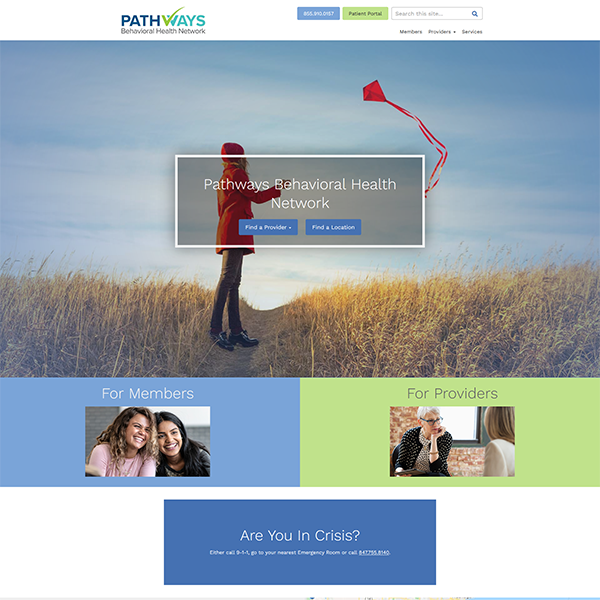 PATHWAYS
Behavioral Health Network
855.910.0157
Patient Portal
Search this site...
Members
Providers
Services
Pathways Behavioral Health
Network
Find a Provider
Find a Location
For Members
For Providers
Are You In Crisis?
Either call 9-1-1, go to your nearest Emergency Room or call 847.755.8140.